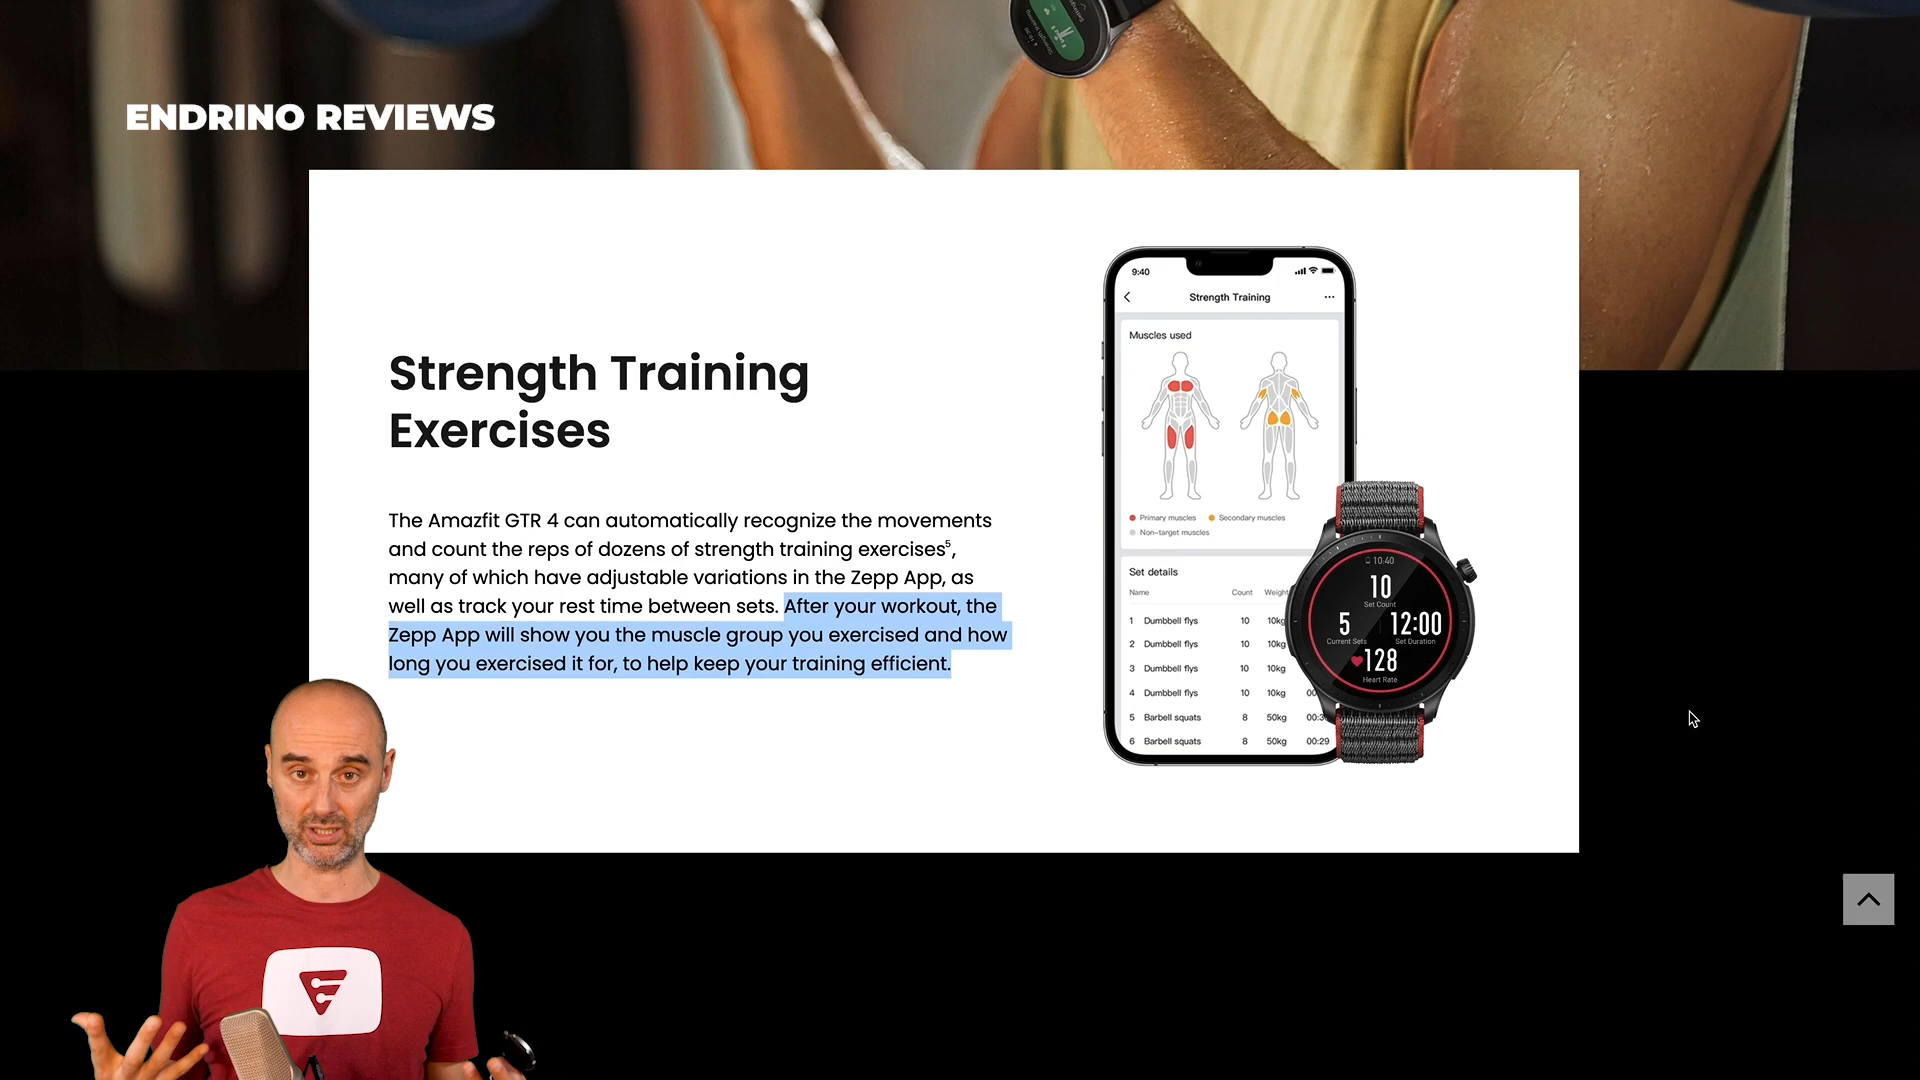 ENDRINO REVIEWS
Strength Training
Exercises
The Amazfit GTR 4 can automatically recognize the movements
and count the reps of dozens of strength training exercises⁵,
many of which have adjustable variations in the Zepp App, as
well as track your rest time between sets. After your workout, the
Zepp App will show you the muscle group you exercised and how
long you exercised it for, to help keep your training efficient.
9:40
Strength Training
Muscles used
Primary muscles
Secondary muscles
Non-target muscles
Set details
Name Count Weight
1 Dumbbell flys 10 10kg
2 Dumbbell flys 10 10kg
3 Dumbbell flys 10 10kg
4 Dumbbell flys 10 10kg
5 Barbell squats 8 50kg
6 Barbell squats 8 50kg 00:29
10:40
10
Set Count
5 12:00
Current Sets Set Duration
128
Heart Rate